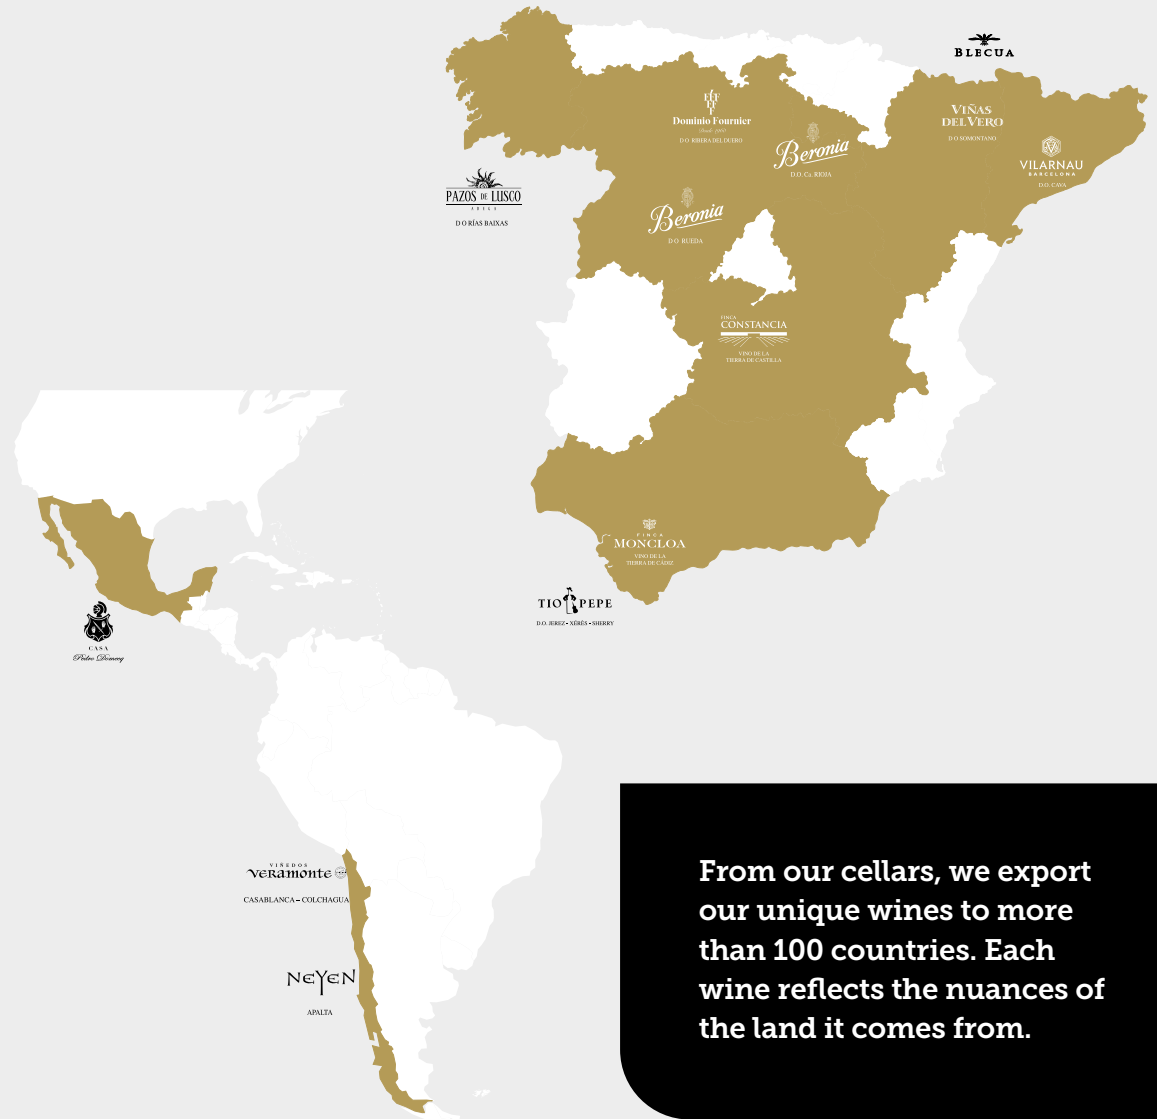 BLECUA
VIÑAS
DEL VERO
D O SOMONTANO
Dominio Fournier
D O RIBERA DEL DUERO
Beronia
D.O. Ca. RIOJA
VILARNAU
BARCELONA
D.O. CAVA
PAZOS DE LUSCO
D O RÍAS BAIXAS
Beronia
D O RUEDA
FINCA
CONSTANCIA
VINO DE LA
TIERRA DE CASTILLA
FINCA
MONCLOA
VINO DE LA
TIERRA DE CÁDIZ
TIO PEPE
D.O. JEREZ - XÉRÈS - SHERRY
CASA
Pedro Domecq
VIÑEDOS
VERAMONTE
CASABLANCA – COLCHAGUA
NEYEN
APALTA
From our cellars, we export
our unique wines to more
than 100 countries. Each
wine reflects the nuances of
the land it comes from.